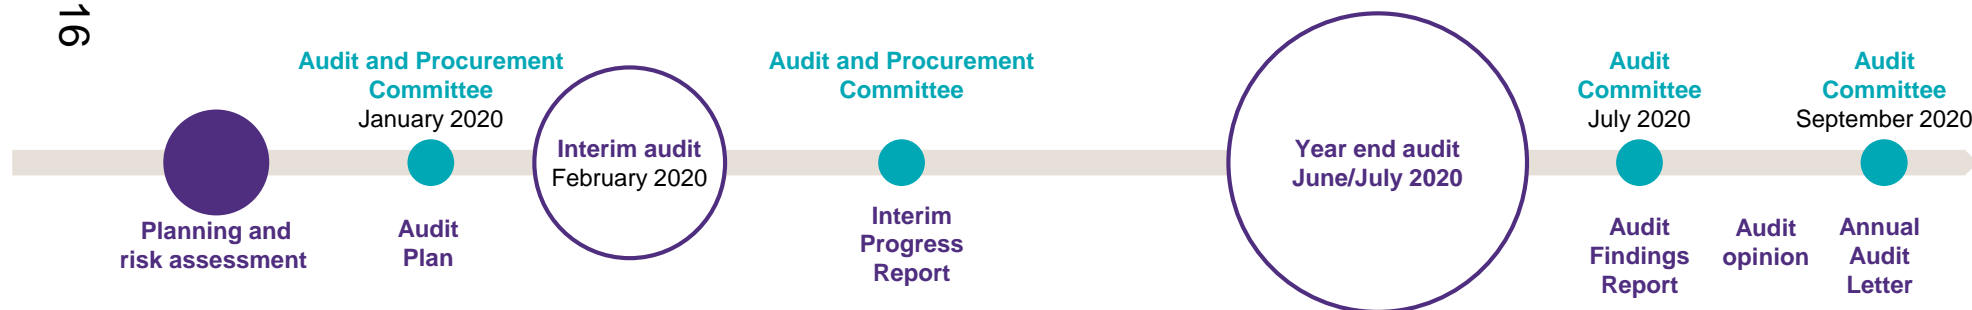 16
Audit and Procurement
Committee
January 2020
Audit and Procurement
Committee
Audit
Committee
July 2020
Audit
Committee
September 2020
Interim audit
February 2020
Year end audit
June/July 2020
Planning and
risk assessment
Audit
Plan
Interim
Progress
Report
Audit
Findings
Report
Audit
opinion
Annual
Audit
Letter